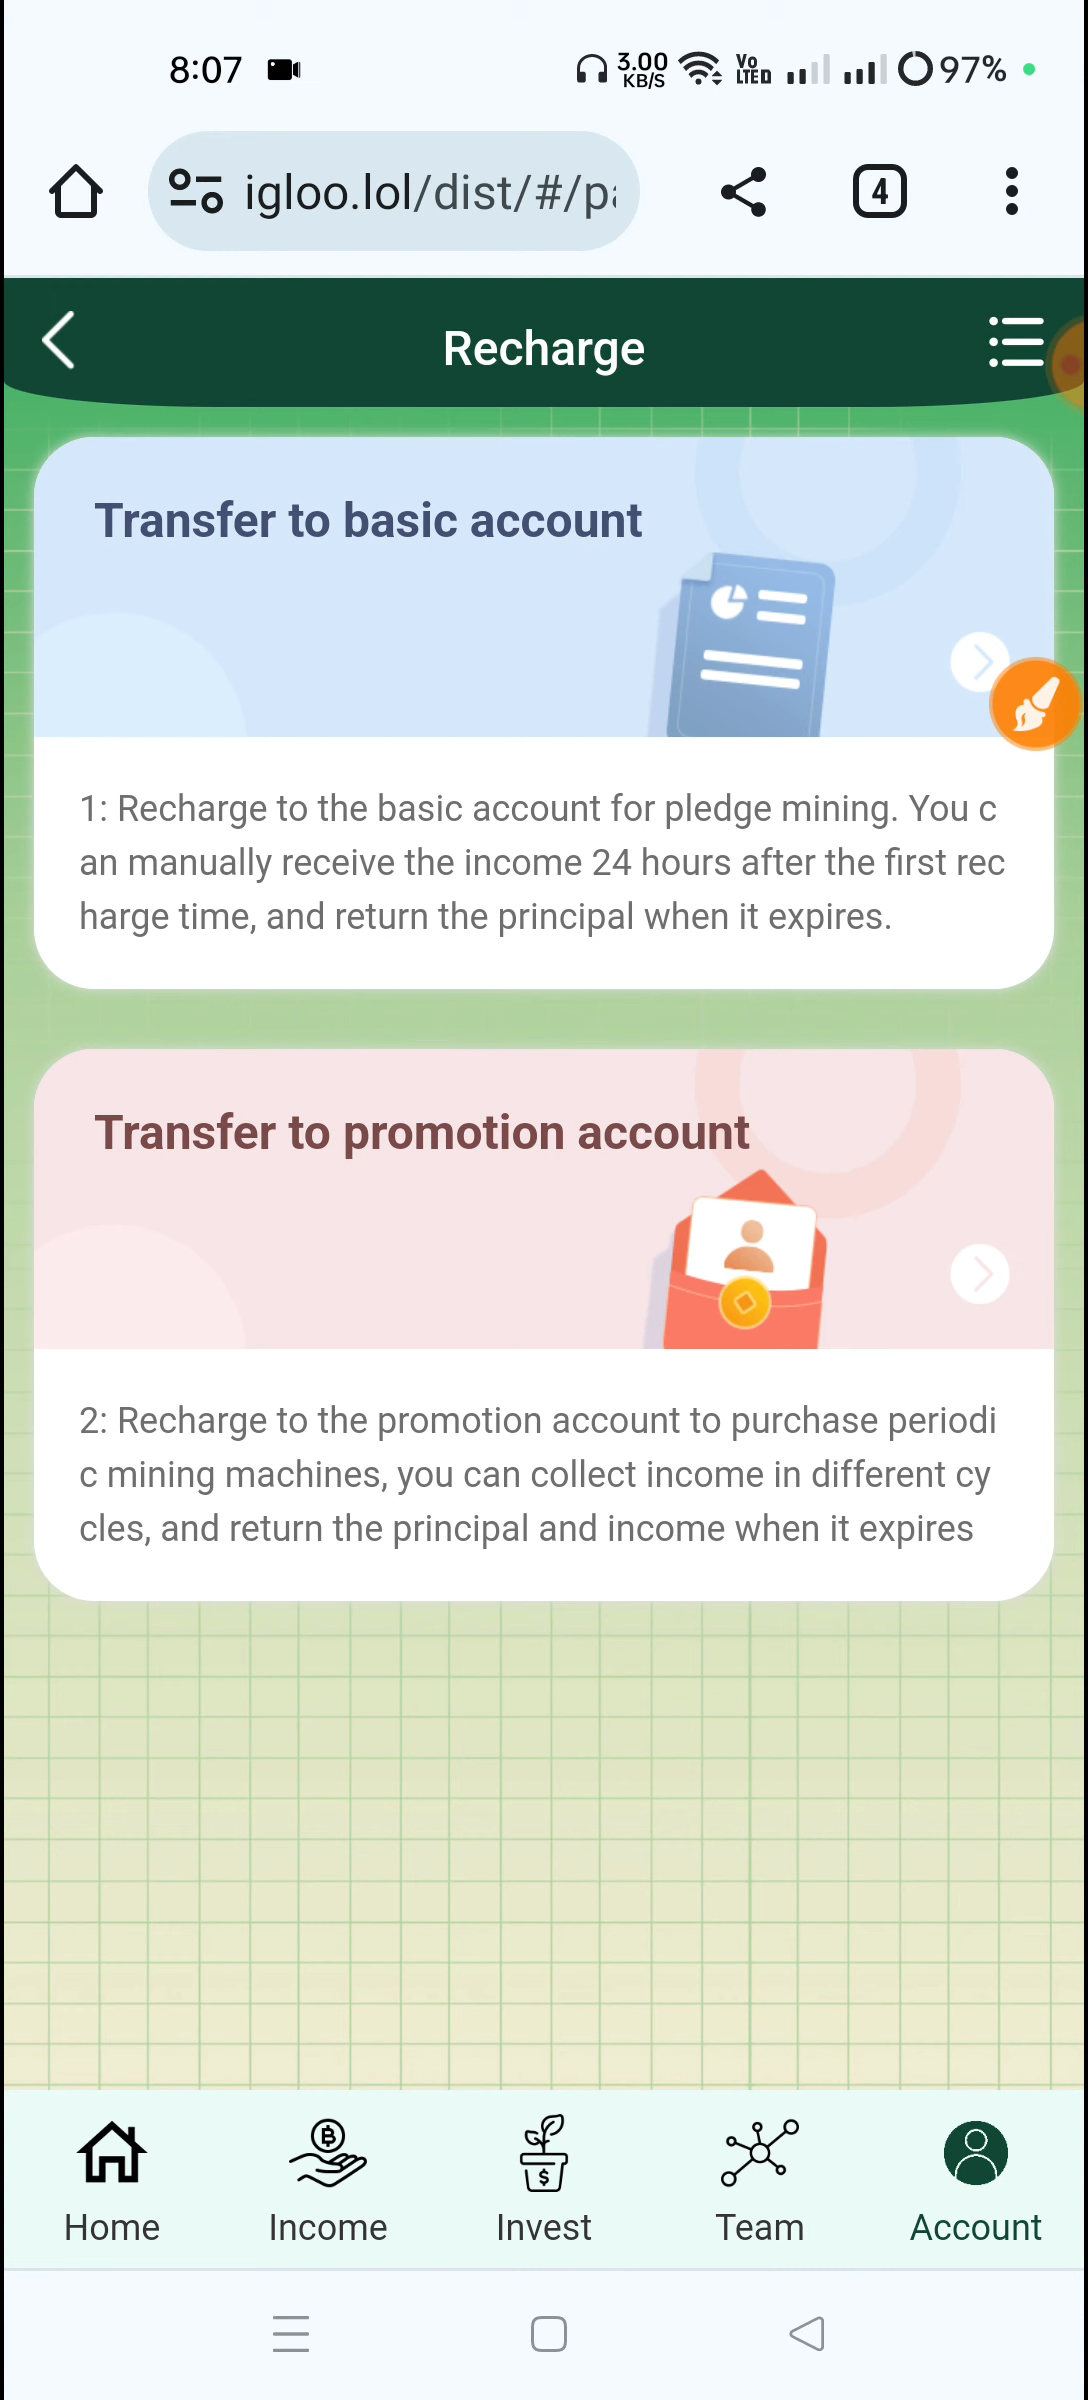 8:07
3.00
KB/S
Vo
LTED
97%
igloo.lol/dist/#/pa
4
Recharge
Transfer to basic account
1: Recharge to the basic account for pledge mining. You c
an manually receive the income 24 hours after the first rec
harge time, and return the principal when it expires.
Transfer to promotion account
2: Recharge to the promotion account to purchase periodi
c mining machines, you can collect income in different cy
cles, and return the principal and income when it expires
Home
Income
Invest
Team
Account